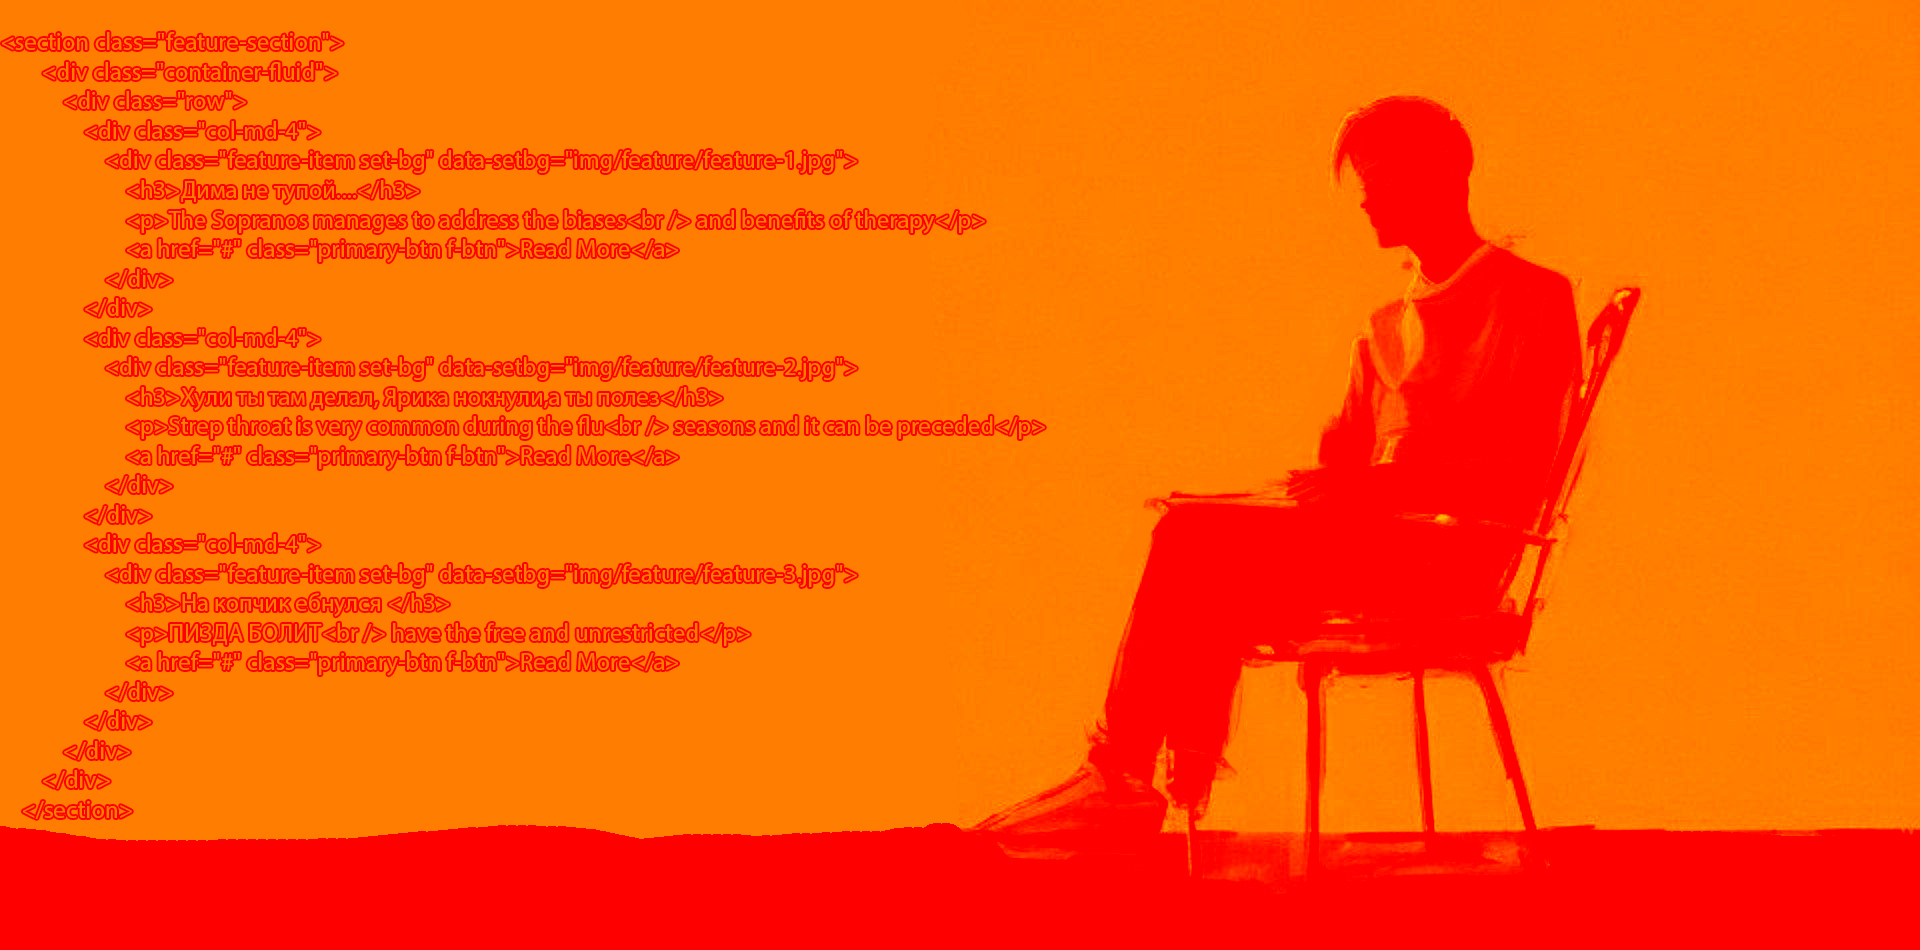 <section class="feature-section">
<div class="container-fluid">
<div class="row">
<div class="col-md-4">
<div class="feature-item set-bg" data-setbg="img/feature/feature-1.jpg">
<h3>Дима не тупой....</h3>
<p>The Sopranos manages to address the biases<br /> and benefits of therapy</p>
<a href="#" class="primary-btn f-btn">Read More</a>
</div>
</div>
<div class="col-md-4">
<div class="feature-item set-bg" data-setbg="img/feature/feature-2.jpg">
<h3>Хули ты там делал, Ярика нокнули,а ты полез</h3>
<p>Strep throat is very common during the flu<br /> seasons and it can be preceded</p>
<a href="#" class="primary-btn f-btn">Read More</a>
</div>
</div>
<div class="col-md-4">
<div class="feature-item set-bg" data-setbg="img/feature/feature-3.jpg">
<h3>На копчик ебнулся </h3>
<p>ПИЗДА БОЛИТ<br /> have the free and unrestricted</p>
<a href="#" class="primary-btn f-btn">Read More</a>
</div>
</div>
</div>
</div>
</section>